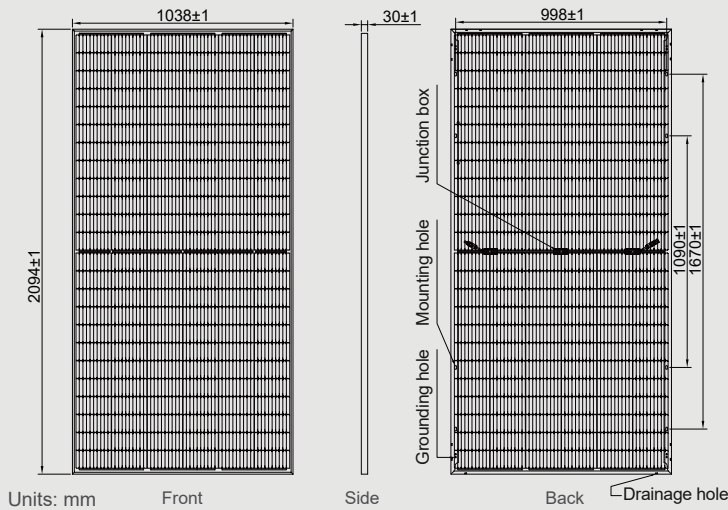 1038±1
30±1
998±1
2094±1
Junction box
Mounting hole
Grounding hole
1090±1
1670±1
Units: mm
Front
Side
Back
Drainage hole